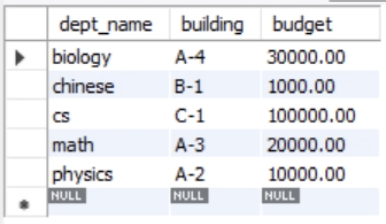 dept_name building budget
biology A-4 30000.00
chinese B-1 1000.00
cs C-1 100000.00
math A-3 20000.00
physics A-2 10000.00
NULL NULL NULL